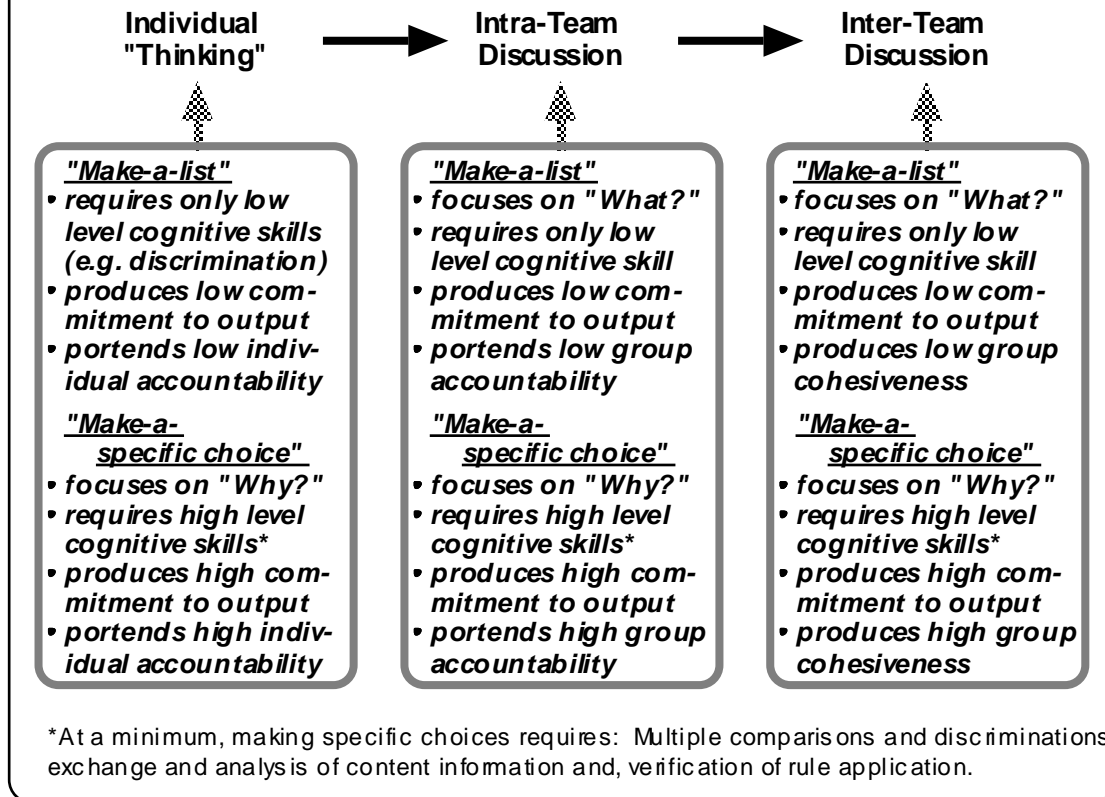 Individual
"Thinking"
Intra-Team
Discussion
Inter-Team
Discussion
"Make-a-list"
• requires only low
level cognitive skills
(e.g. discrimination)
• produces low com-
mitment to output
• portends low indiv-
idual accountability
"Make-a-
specific choice"
• focuses on "Why?"
• requires high level
cognitive skills*
• produces high com-
mitment to output
• portends high indiv-
idual accountability
"Make-a-list"
• focuses on "What?"
• requires only low
level cognitive skill
• produces low com-
mitment to output
• portends low group
accountability
"Make-a-
specific choice"
• focuses on "Why?"
• requires high level
cognitive skills*
• produces high com-
mitment to output
• portends high group
accountability
"Make-a-list"
• focuses on "What?"
• requires only low
level cognitive skill
• produces low com-
mitment to output
• produces low group
cohesiveness
"Make-a-
specific choice"
• focuses on "Why?"
• requires high level
cognitive skills*
• produces high com-
mitment to output
• produces high group
cohesiveness
*At a minimum, making specific choices requires: Multiple comparisons and discriminations
exchange and analysis of content information and, verification of rule application.